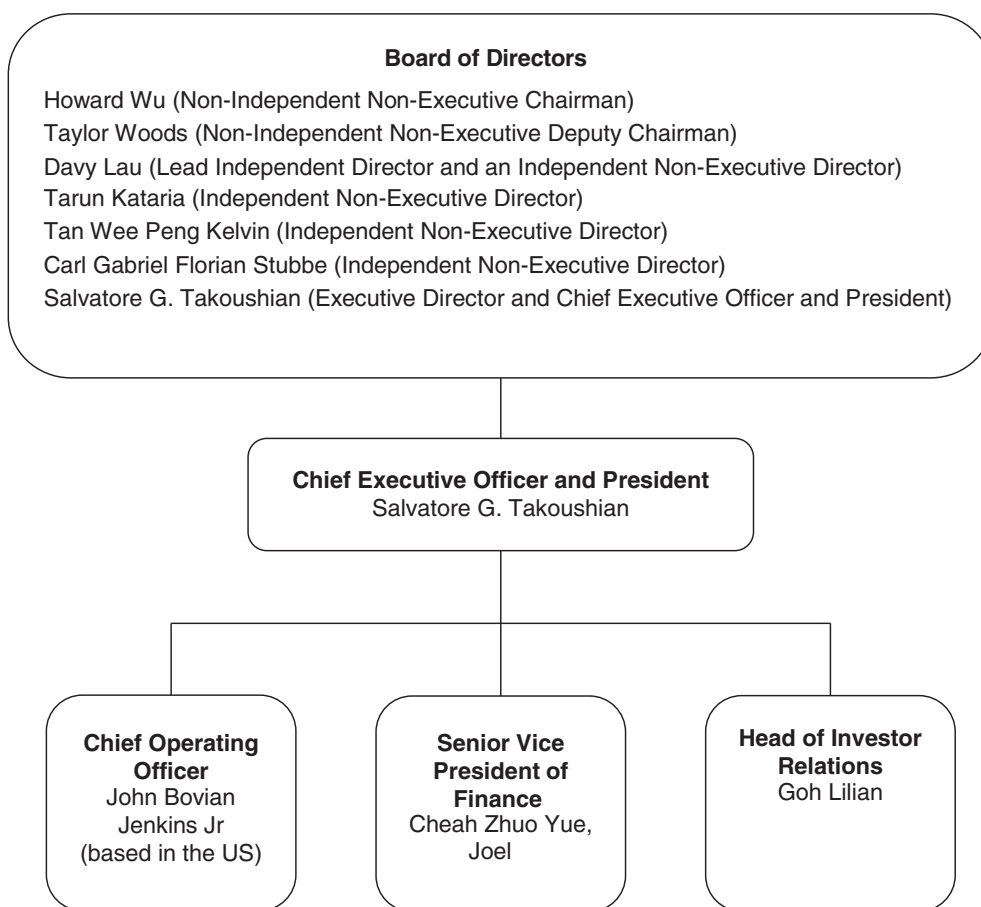 Board of Directors
Howard Wu (Non-Independent Non-Executive Chairman)
Taylor Woods (Non-Independent Non-Executive Deputy Chairman)
Davy Lau (Lead Independent Director and an Independent Non-Executive Director)
Tarun Kataria (Independent Non-Executive Director)
Tan Wee Peng Kelvin (Independent Non-Executive Director)
Carl Gabriel Florian Stubbe (Independent Non-Executive Director)
Salvatore G. Takoushian (Executive Director and Chief Executive Officer and President)
Chief Executive Officer and President
Salvatore G. Takoushian
Chief Operating
Officer
John Bovian
Jenkins Jr
(based in the US)
Senior Vice
President of
Finance
Cheah Zhuo Yue,
Joel
Head of Investor
Relations
Goh Lilian